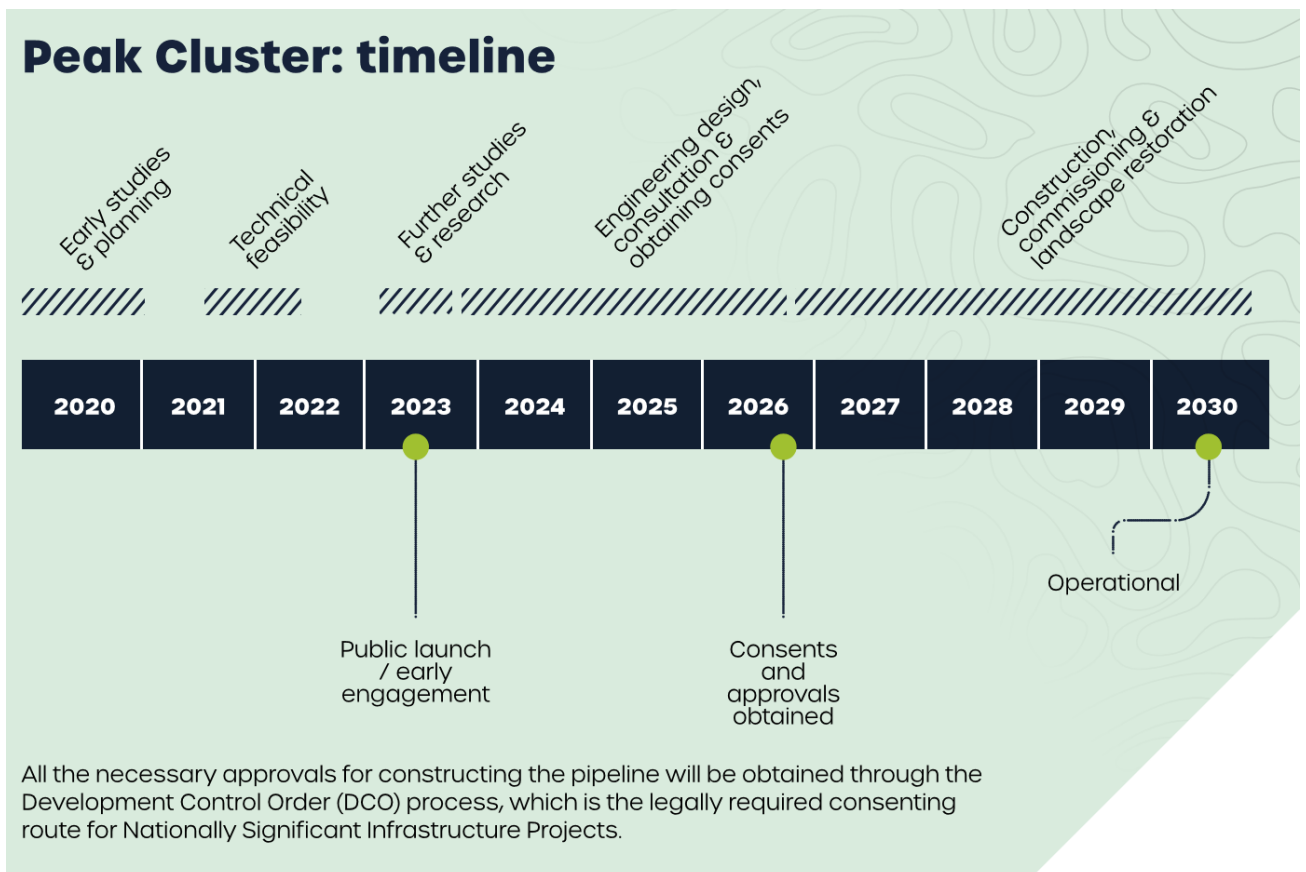 Peak Cluster: timeline
Early studies
& planning
Technical
feasibility
Further studies
& research
Engineering design,
consultation &
obtaining consents
Construction,
commissioning &
landscape restoration
2020
2021
2022
2023
2024
2025
2026
2027
2028
2029
2030
Public launch
/ early
engagement
Consents
and
approvals
obtained
Operational
All the necessary approvals for constructing the pipeline will be obtained through the
Development Control Order (DCO) process, which is the legally required consenting
route for Nationally Significant Infrastructure Projects.